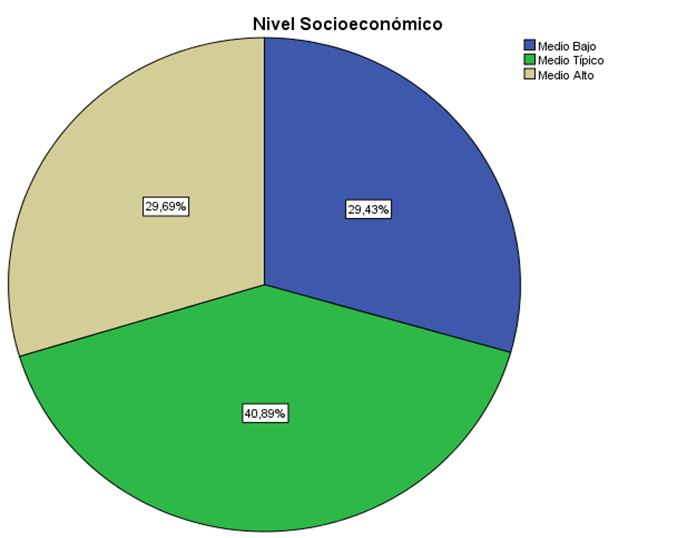 Nivel Socioeconómico
Medio Bajo
Medio Típico
Medio Alto
29,69%
29,43%
40,89%